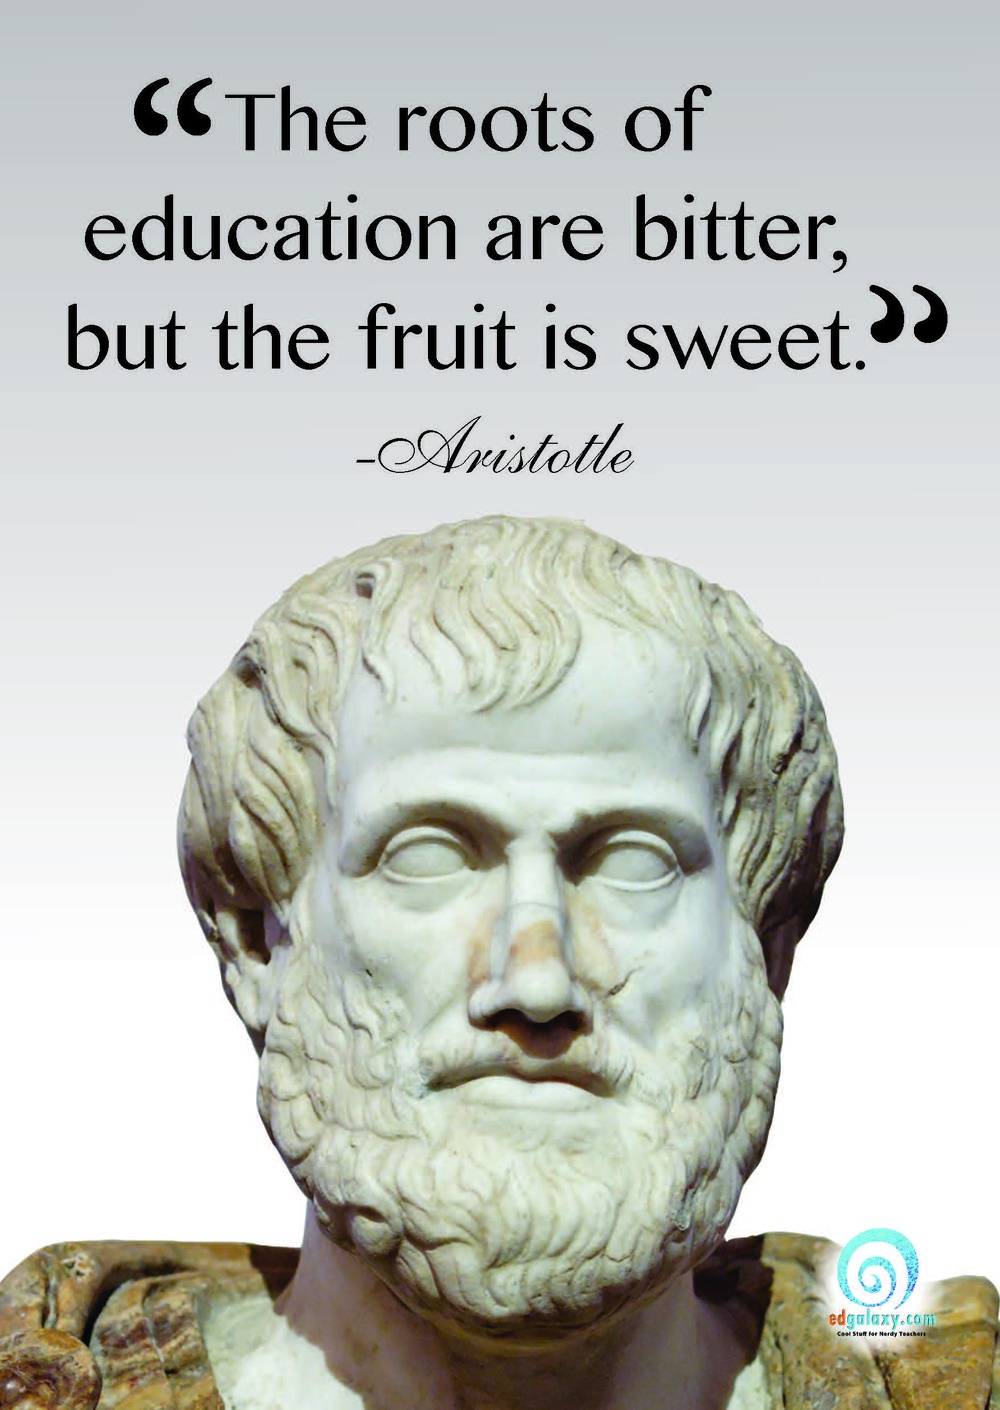 “The roots of
education are bitter,
but the fruit is sweet.”
-Aristotle
edgalaxy.com
Cool Stuff for Nerdy Teachers